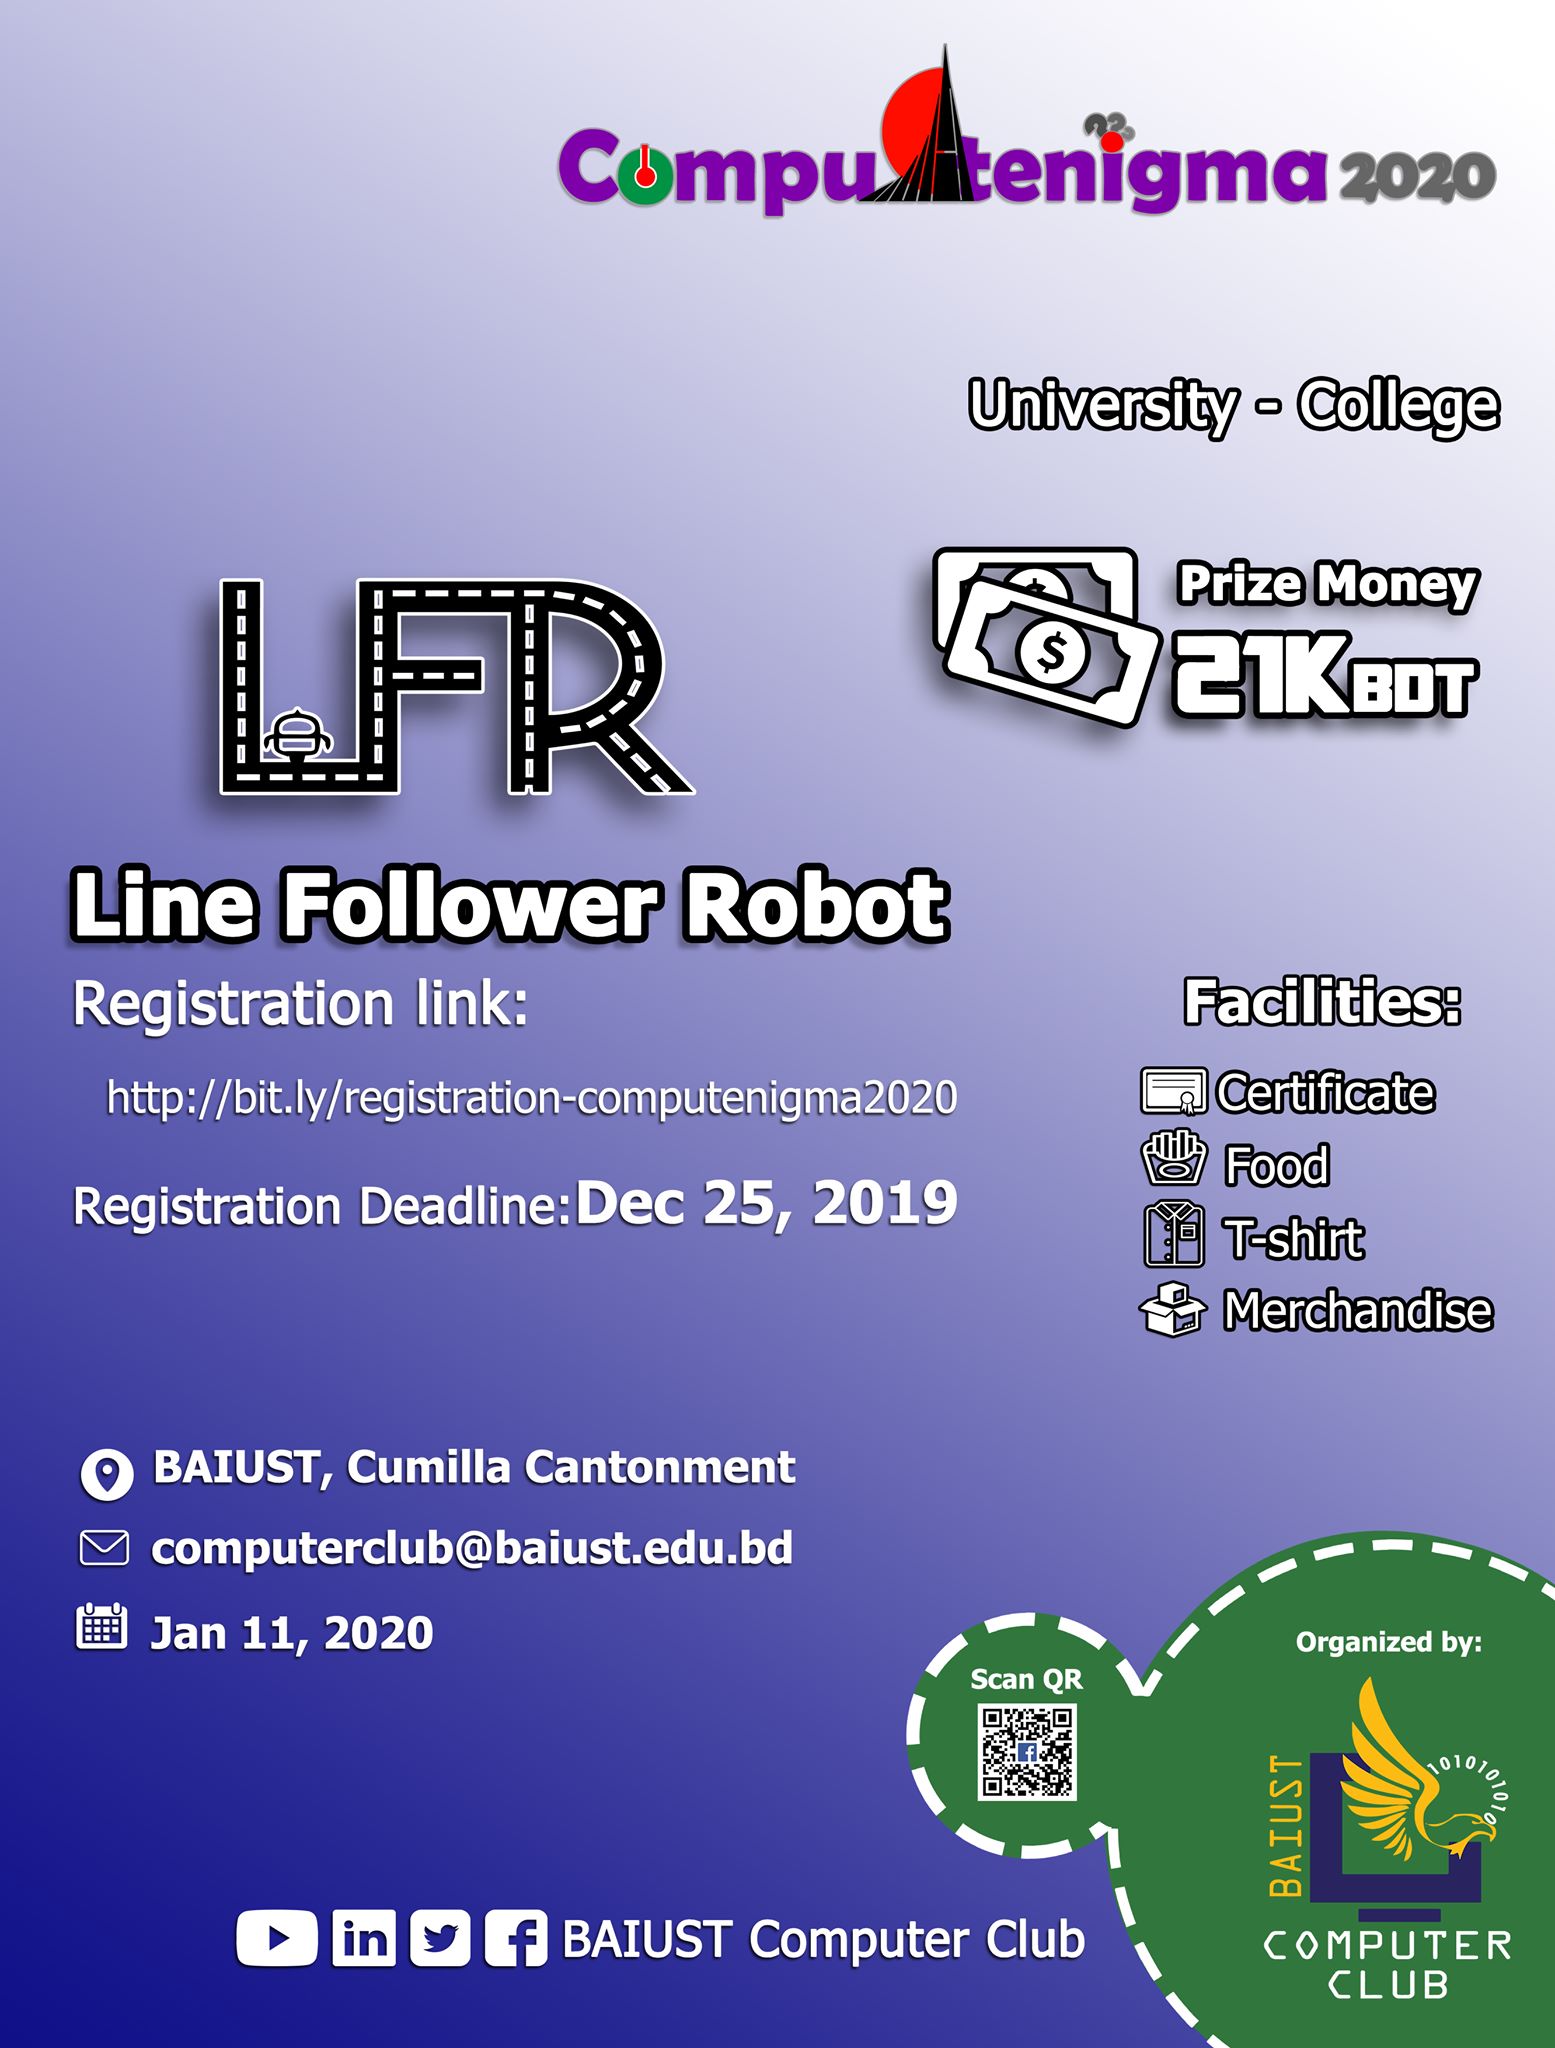 Computenigma 2020
University - College
Prize Money
21K BDT
LFR
Line Follower Robot
Registration link:
http://bit.ly/registration-computenigma2020
Registration Deadline: Dec 25, 2019
Facilities:
Certificate
Food
T-shirt
Merchandise
BAIUST, Cumilla Cantonment
computerclub@baiust.edu.bd
Jan 11, 2020
Scan QR
Organized by:
BAIUST
1010101010
COMPUTER
CLUB
BAIUST Computer Club